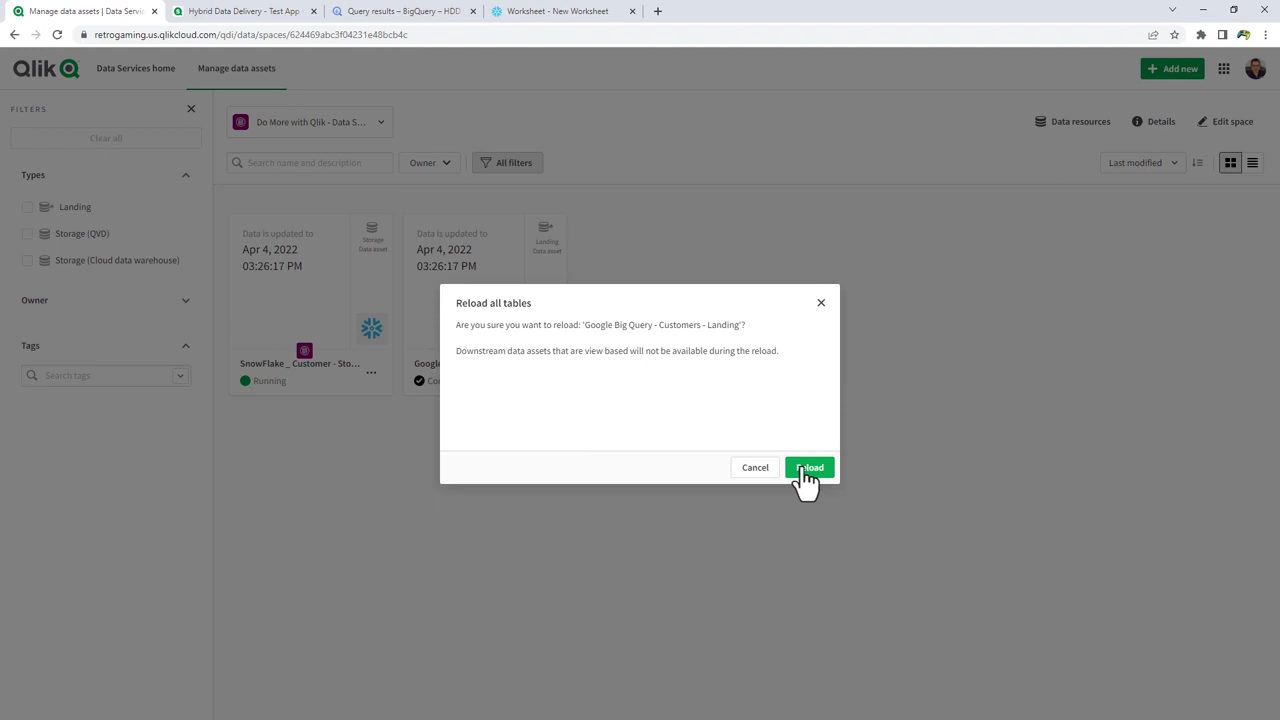 Manage data assets | Data Servi
Hybrid Data Delivery - Test App
Query results – BigQuery – HDD
Worksheet - New Worksheet
retrogaming.us.qlikcloud.com/qdi/data/spaces/624469abc3f04231e48bcb4c
Qlik
Data Services home
Manage data assets
Add new
FILTERS
Clear all
Types
Landing
Storage (QVD)
Storage (Cloud data warehouse)
Owner
Tags
Search tags
Do More with Qlik - Data S...
Data resources
Details
Edit space
Search name and description
Owner
All filters
Last modified
Data is updated to
Apr 4, 2022
03:26:17 PM
Storage
Data asset
SnowFlake _ Customer - Sto...
Running
Data is updated to
Apr 4, 2022
03:26:17 PM
Landing
Data asset
Reload all tables
Are you sure you want to reload: 'Google Big Query - Customers - Landing'?
Downstream data assets that are view based will not be available during the reload.
Cancel
Reload